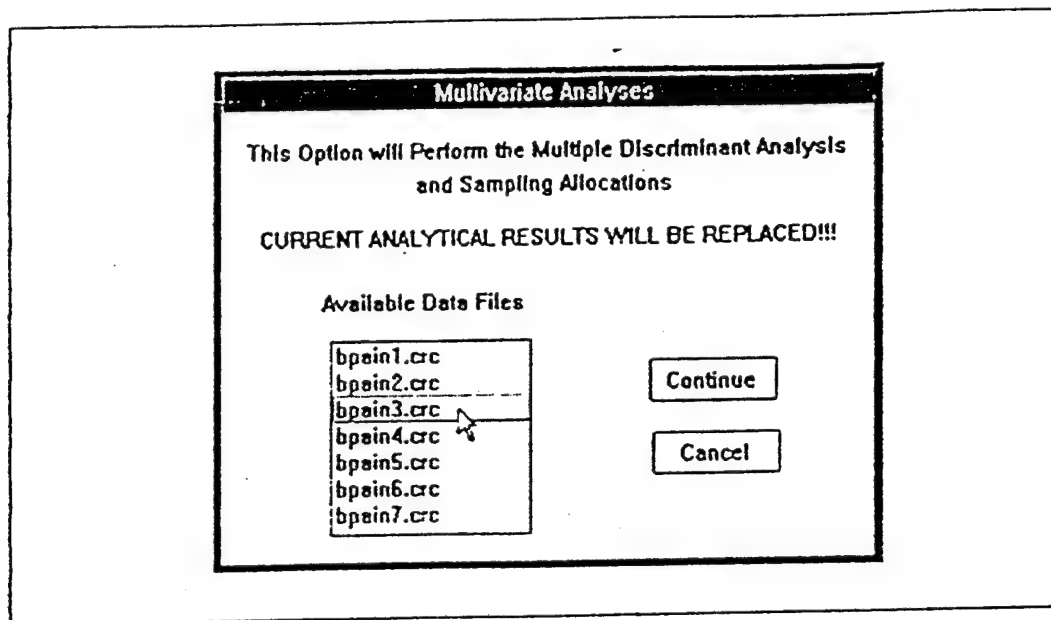 Multivariate Analyses
This Option will Perform the Multiple Discriminant Analysis
and Sampling Allocations
CURRENT ANALYTICAL RESULTS WILL BE REPLACED!!!
Available Data Files
bpain1.crc
bpain2.crc
bpain3.crc
bpain4.crc
bpain5.crc
bpain6.crc
bpain7.crc
Continue
Cancel